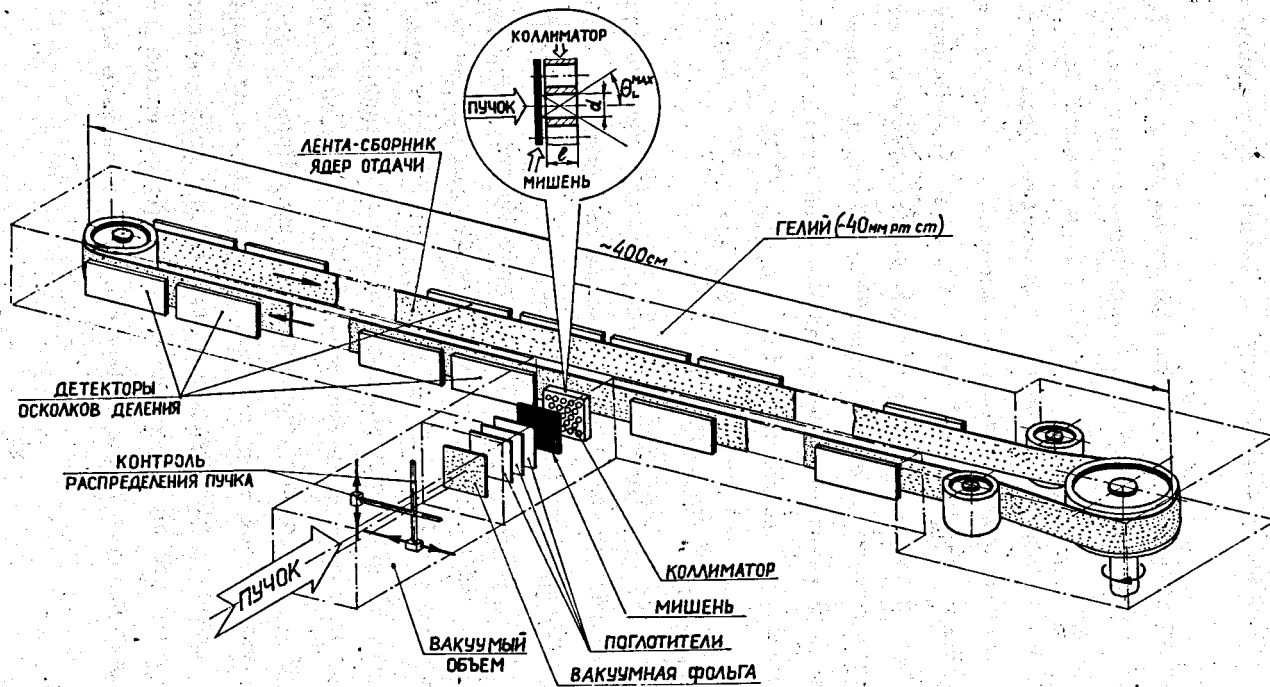 КОЛЛИМАТОР
θ_L^MAX
ПУЧОК
d
ℓ
МИШЕНЬ
ЛЕНТА-СБОРНИК
ЯДЕР ОТДАЧИ
ГЕЛИЙ (~40мм рт ст)
~400см
ДЕТЕКТОРЫ
ОСКОЛКОВ ДЕЛЕНИЯ
КОНТРОЛЬ
РАСПРЕДЕЛЕНИЯ ПУЧКА
ПУЧОК
КОЛЛИМАТОР
МИШЕНЬ
ПОГЛОТИТЕЛИ
ВАКУУМЫЙ
ОБЪЕМ
ВАКУУМНАЯ ФОЛЬГА